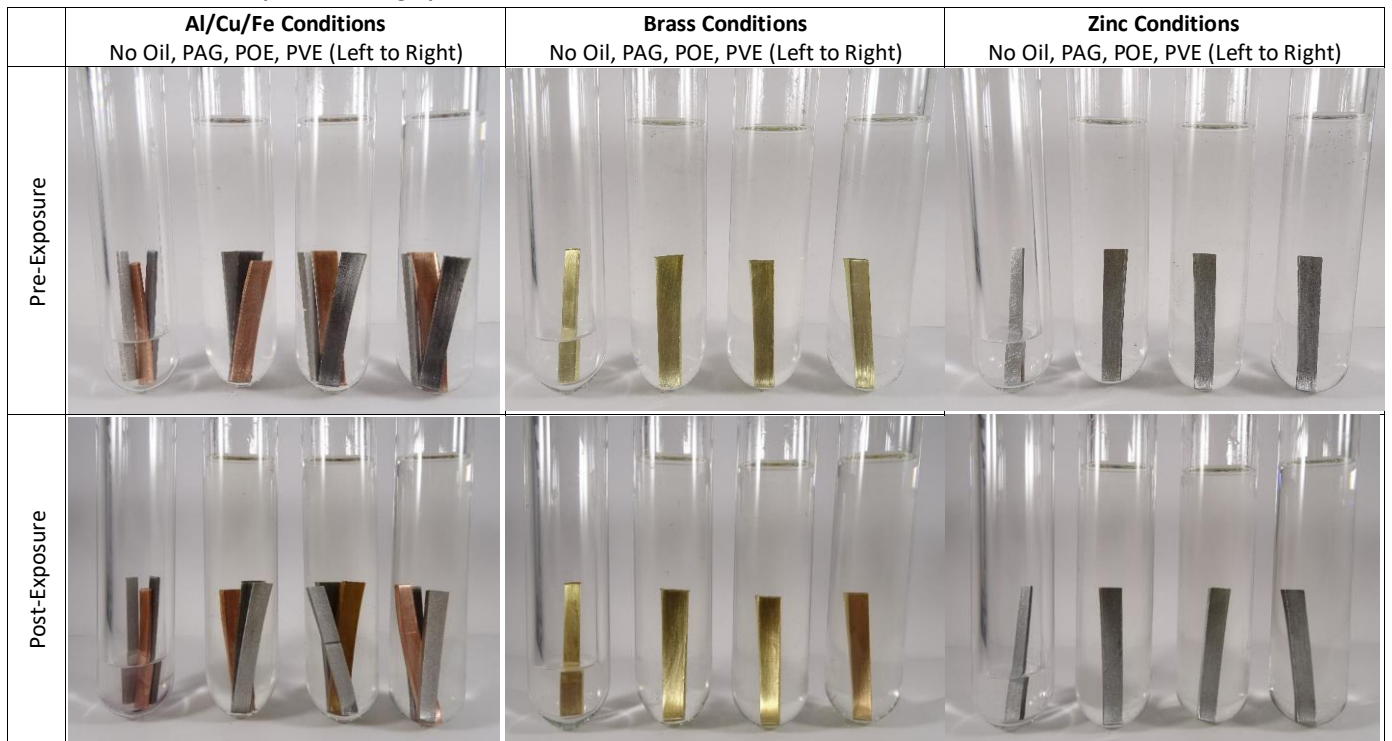 Al/Cu/Fe Conditions
No Oil, PAG, POE, PVE (Left to Right)
Brass Conditions
No Oil, PAG, POE, PVE (Left to Right)
Zinc Conditions
No Oil, PAG, POE, PVE (Left to Right)
Pre-Exposure
Post-Exposure